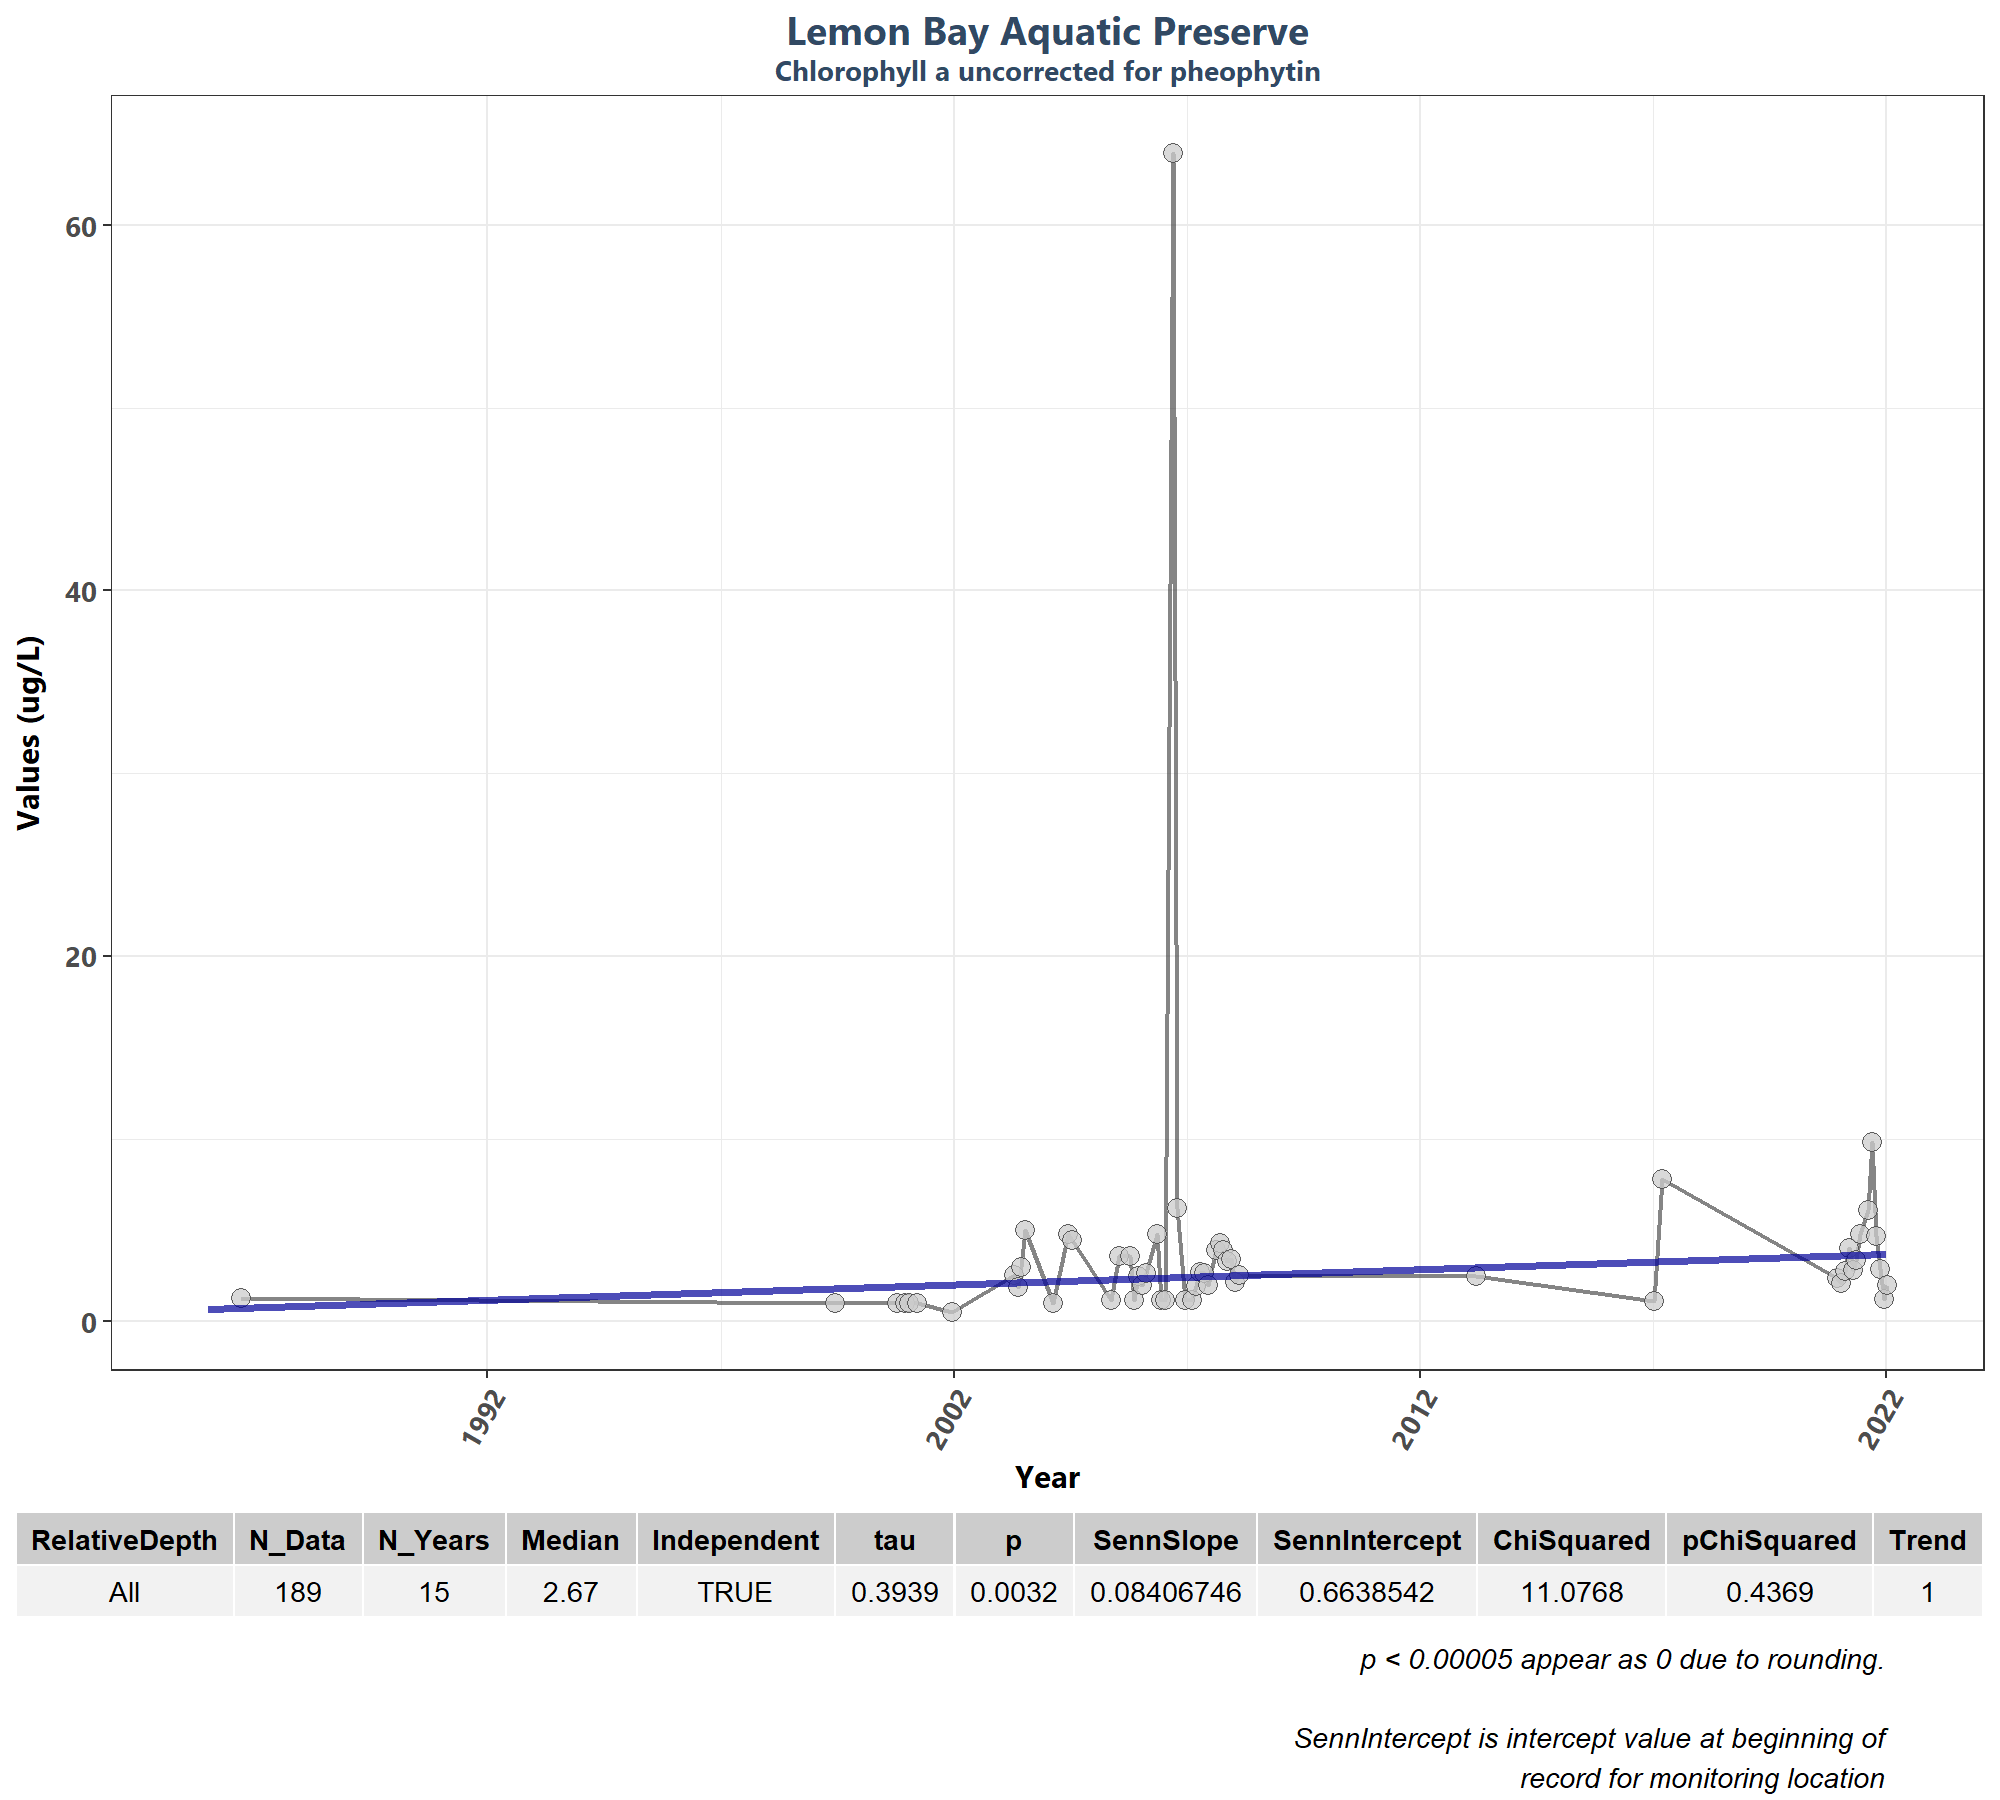 Lemon Bay Aquatic Preserve
Chlorophyll a uncorrected for pheophytin
Values (ug/L)
60
40
20
0
1992 2002 2012 2022
Year
RelativeDepth N_Data N_Years Median Independent tau p SennSlope SennIntercept ChiSquared pChiSquared Trend
All 189 15 2.67 TRUE 0.3939 0.0032 0.08406746 0.6638542 11.0768 0.4369 1
p < 0.00005 appear as 0 due to rounding.
SennIntercept is intercept value at beginning of
record for monitoring location